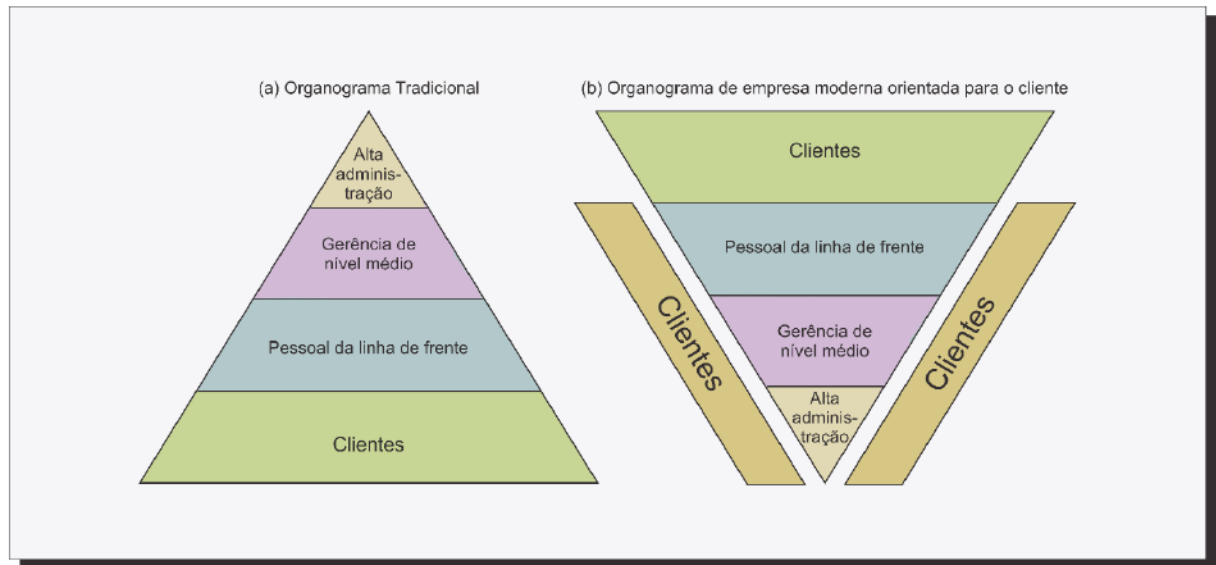 (a) Organograma Tradicional
Alta
adminis-
tração
Gerência de
nível médio
Pessoal da linha de frente
Clientes
(b) Organograma de empresa moderna orientada para o cliente
Clientes
Pessoal da linha de frente
Gerência de
nível médio
Alta
adminis-
tração
Clientes
Clientes